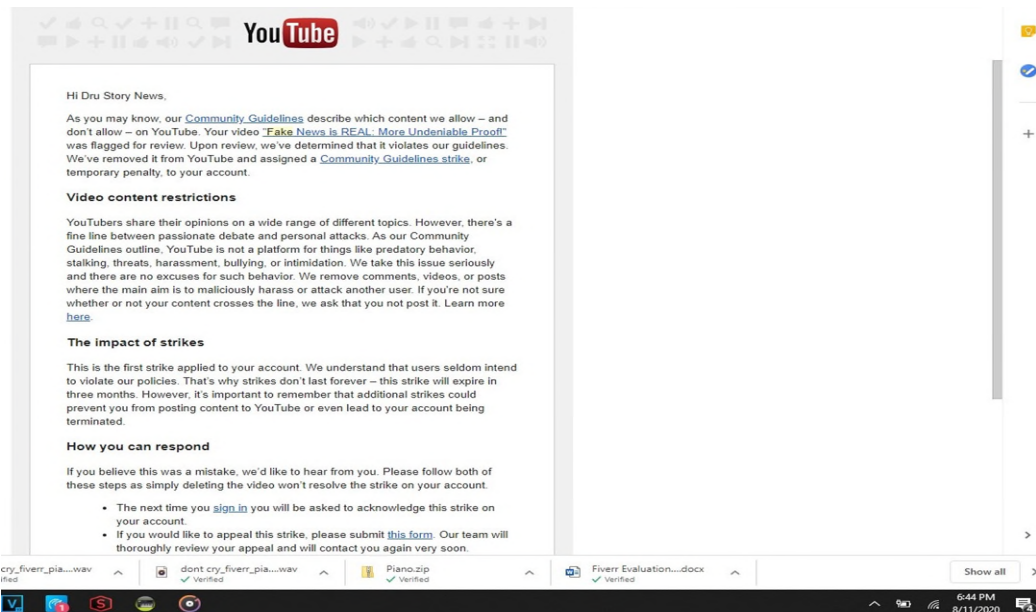 YouTube
Hi Dru Story News,
As you may know, our Community Guidelines describe which content we allow – and
don't allow – on YouTube. Your video "Fake News is REAL: More Undeniable Proof!"
was flagged for review. Upon review, we've determined that it violates our guidelines.
We've removed it from YouTube and assigned a Community Guidelines strike, or
temporary penalty, to your account.
Video content restrictions
YouTubers share their opinions on a wide range of different topics. However, there's a
fine line between passionate debate and personal attacks. As our Community
Guidelines outline, YouTube is not a platform for things like predatory behavior,
stalking, threats, harassment, bullying, or intimidation. We take this issue seriously
and there are no excuses for such behavior. We remove comments, videos, or posts
where the main aim is to maliciously harass or attack another user. If you're not sure
whether or not your content crosses the line, we ask that you not post it. Learn more
here.
The impact of strikes
This is the first strike applied to your account. We understand that users seldom intend
to violate our policies. That's why strikes don't last forever – this strike will expire in
three months. However, it's important to remember that additional strikes could
prevent you from posting content to YouTube or even lead to your account being
terminated.
How you can respond
If you believe this was a mistake, we'd like to hear from you. Please follow both of
these steps as simply deleting the video won't resolve the strike on your account.
• The next time you sign in you will be asked to acknowledge this strike on
your account.
• If you would like to appeal this strike, please submit this form. Our team will
thoroughly review your appeal and will contact you again very soon.
cry_fiverr_pia....wav
ified
dont cry_fiverr_pia....wav
Verified
Piano.zip
Verified
Fiverr Evaluation....docx
Verified
Show all
6:44 PM
8/11/2020